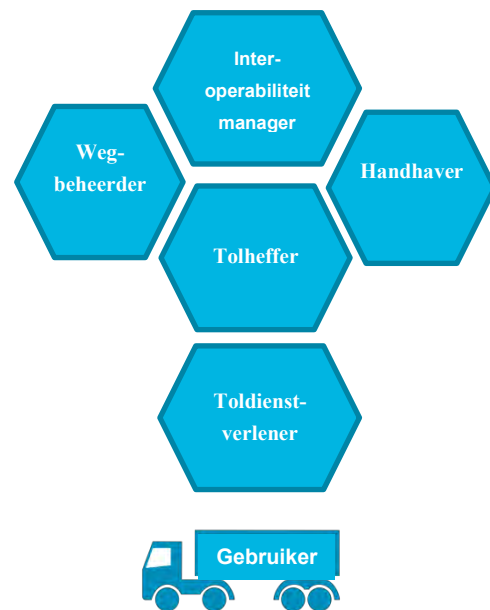 Inter-
operabiliteit
manager
Weg-
beheerder
Handhaver
Tolheffer
Toldienst-
verlener
Gebruiker